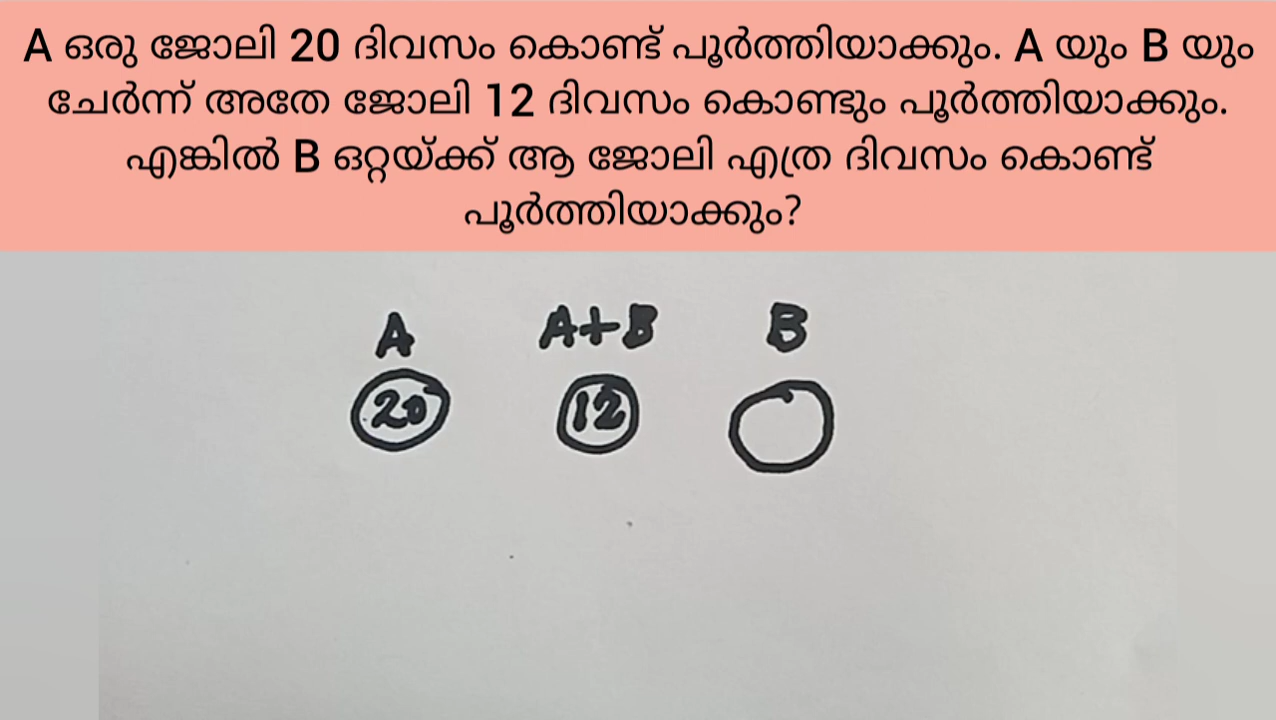 A ഒരു ജോലി 20 ദിവസം കൊണ്ട് പൂർത്തിയാക്കും. A യും B യും
ചേർന്ന് അതേ ജോലി 12 ദിവസം കൊണ്ടും പൂർത്തിയാക്കും.
എങ്കിൽ B ഒറ്റയ്ക്ക് ആ ജോലി എത്ര ദിവസം കൊണ്ട്
പൂർത്തിയാക്കും?
A A+B B
20 12